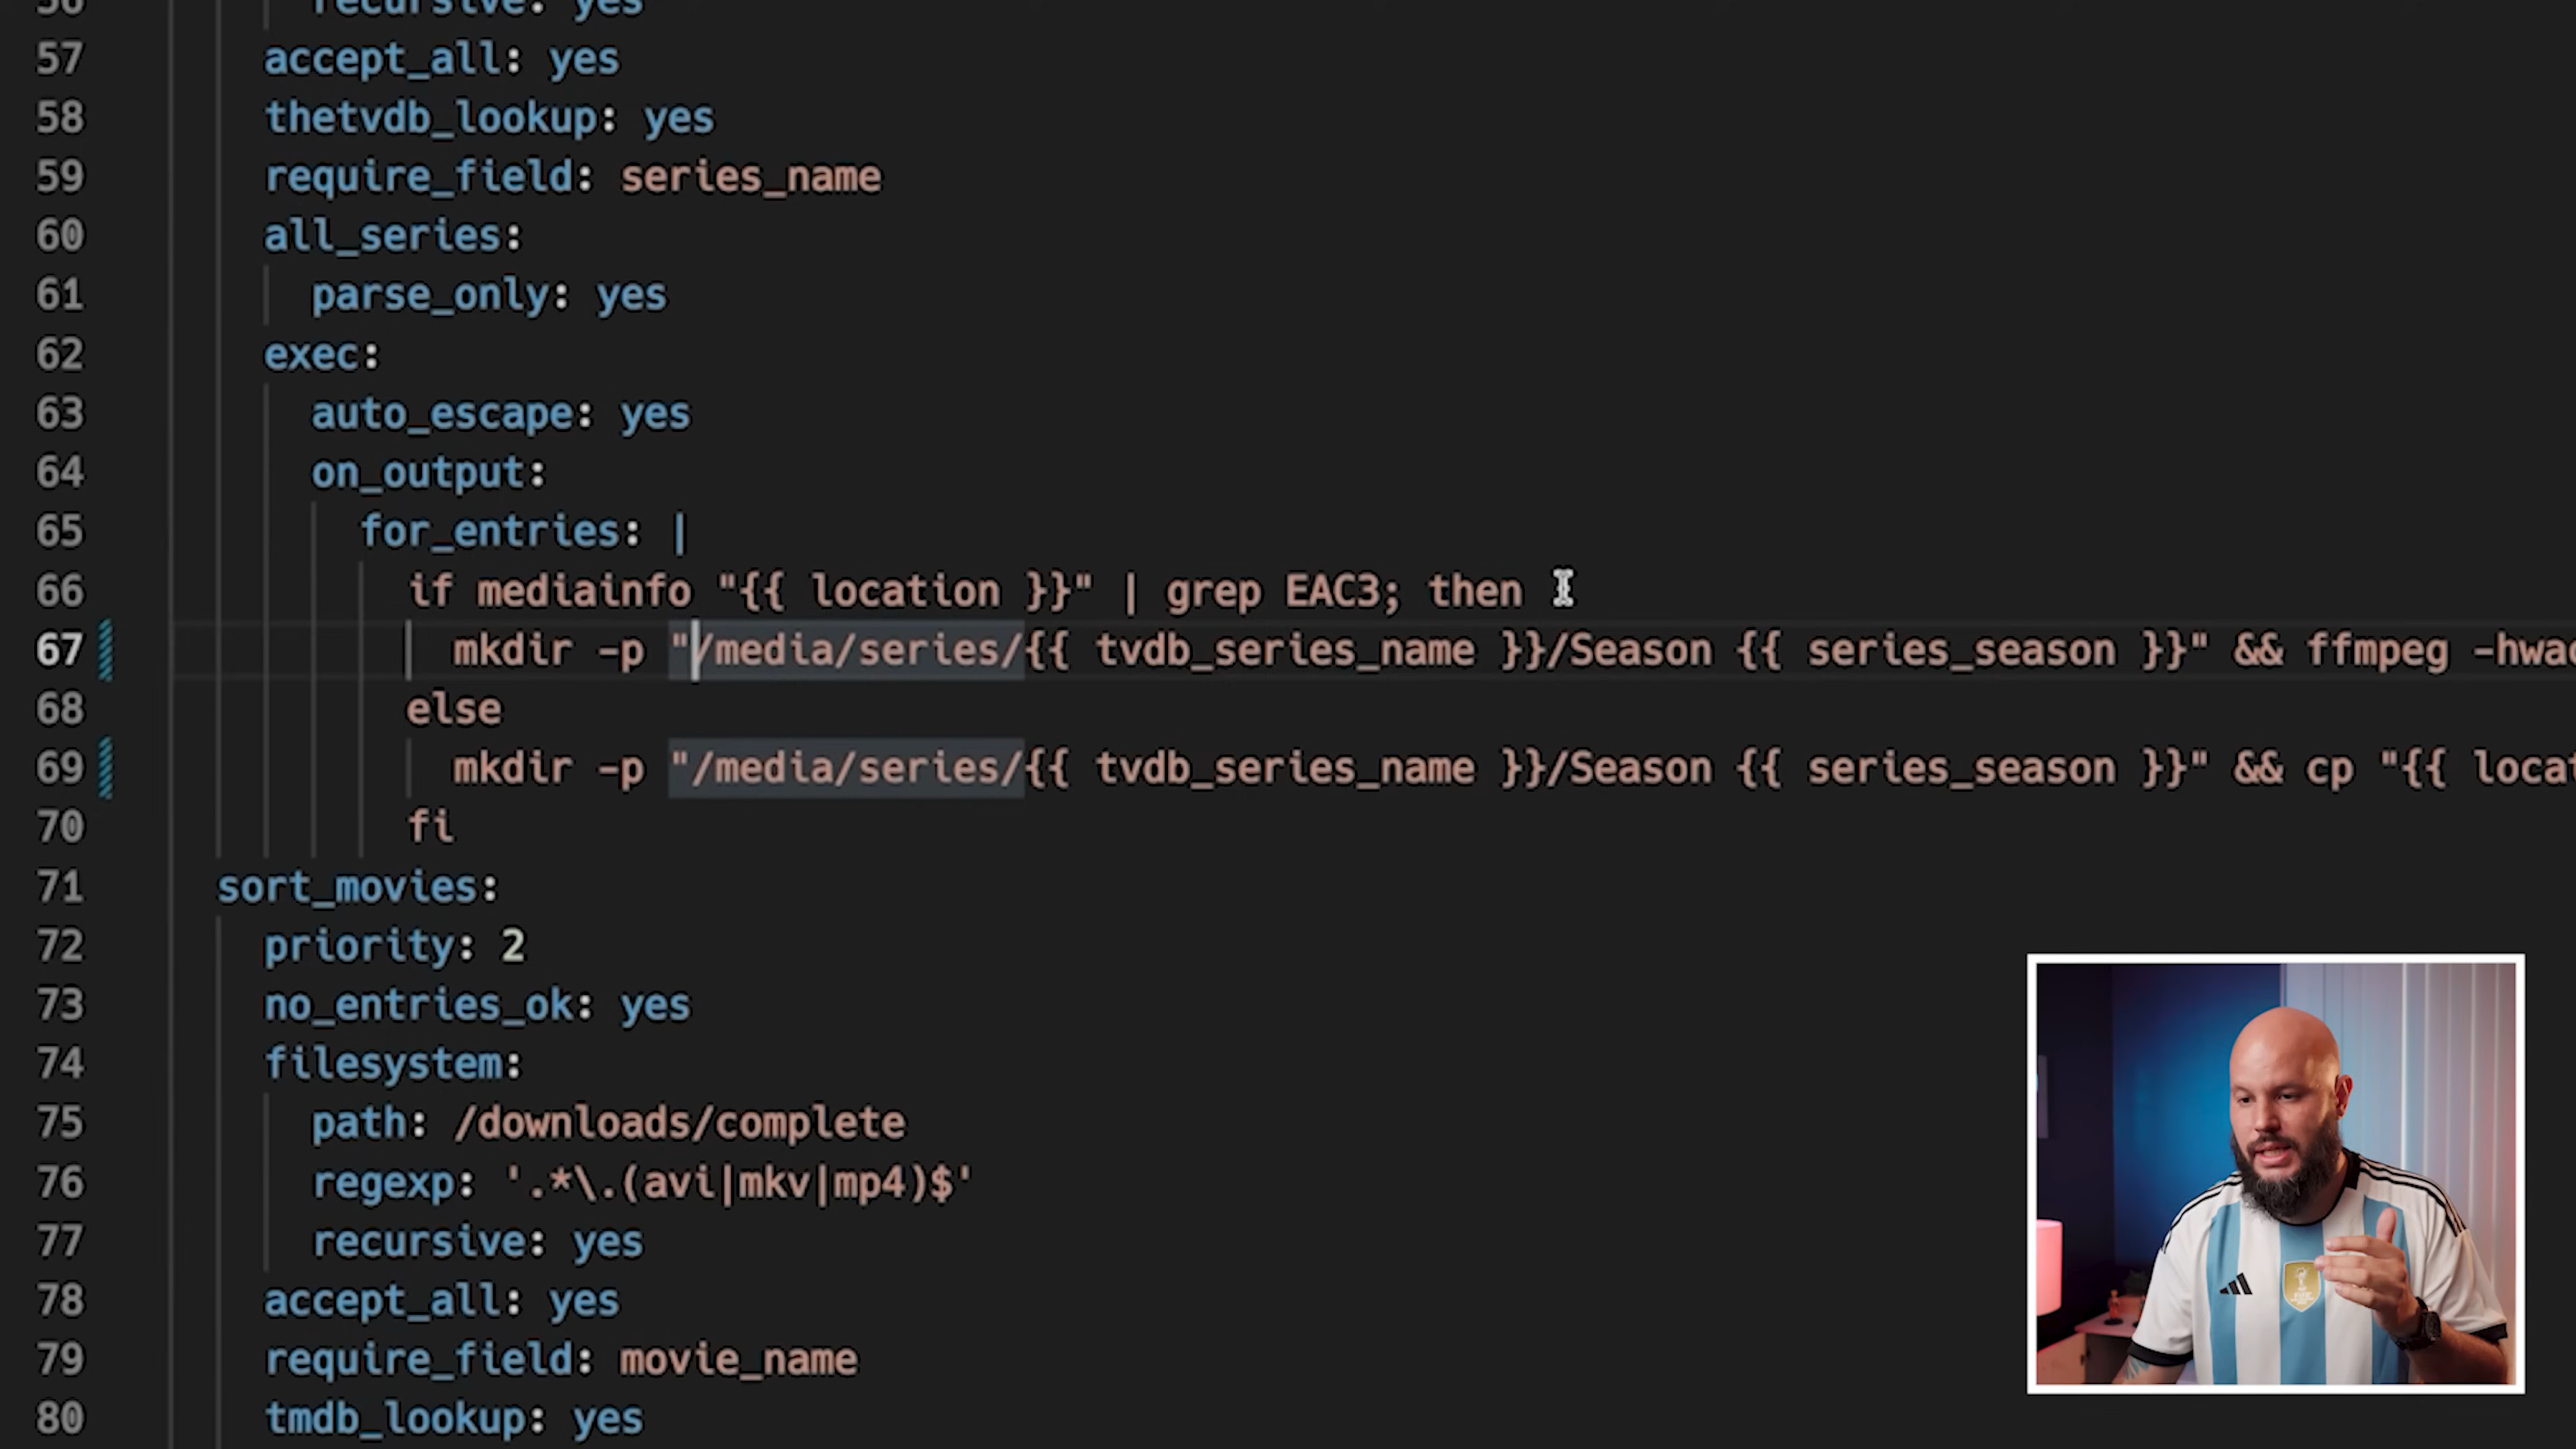 56 recursive: yes
57 accept_all: yes
58 thetvdb_lookup: yes
59 require_field: series_name
60 all_series:
61 parse_only: yes
62 exec:
63 auto_escape: yes
64 on_output:
65 for_entries: |
66 if mediainfo "{{ location }}" | grep EAC3; then
67 mkdir -p "/media/series/{{ tvdb_series_name }}/Season {{ series_season }}" && ffmpeg -hwac
68 else
69 mkdir -p "/media/series/{{ tvdb_series_name }}/Season {{ series_season }}" && cp "{{ locat
70 fi
71 sort_movies:
72 priority: 2
73 no_entries_ok: yes
74 filesystem:
75 path: /downloads/complete
76 regexp: '.*\.(avi|mkv|mp4)$'
77 recursive: yes
78 accept_all: yes
79 require_field: movie_name
80 tmdb_lookup: yes